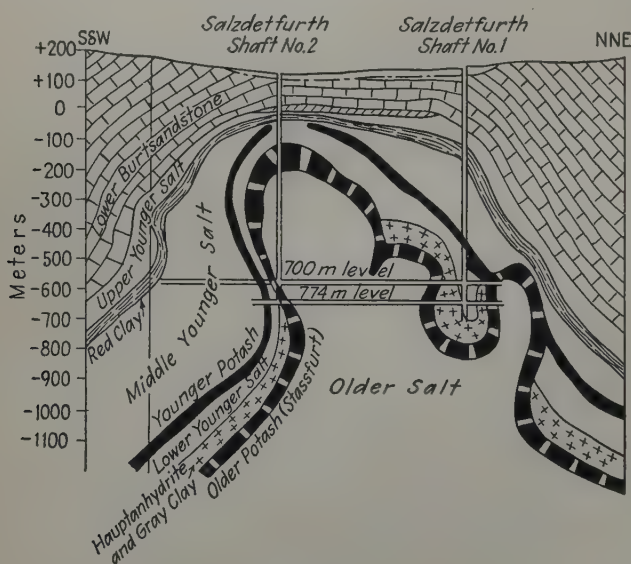 Salzdetfurth
Shaft No.2
Salzdetfurth
Shaft No.1
SSW
NNE
+200
+100
0
-100
-200
-300
-400
-500
-600
-700
-800
-900
-1000
-1100
Meters
Lower Burtsandstone
Upper Younger Salt
Red Clay
Middle Younger Salt
700 m level
774 m level
Younger Potash
Lower Younger Salt
Older Potash (Stassfurt)
Hauptanhydrite
and Gray Clay
Older Salt